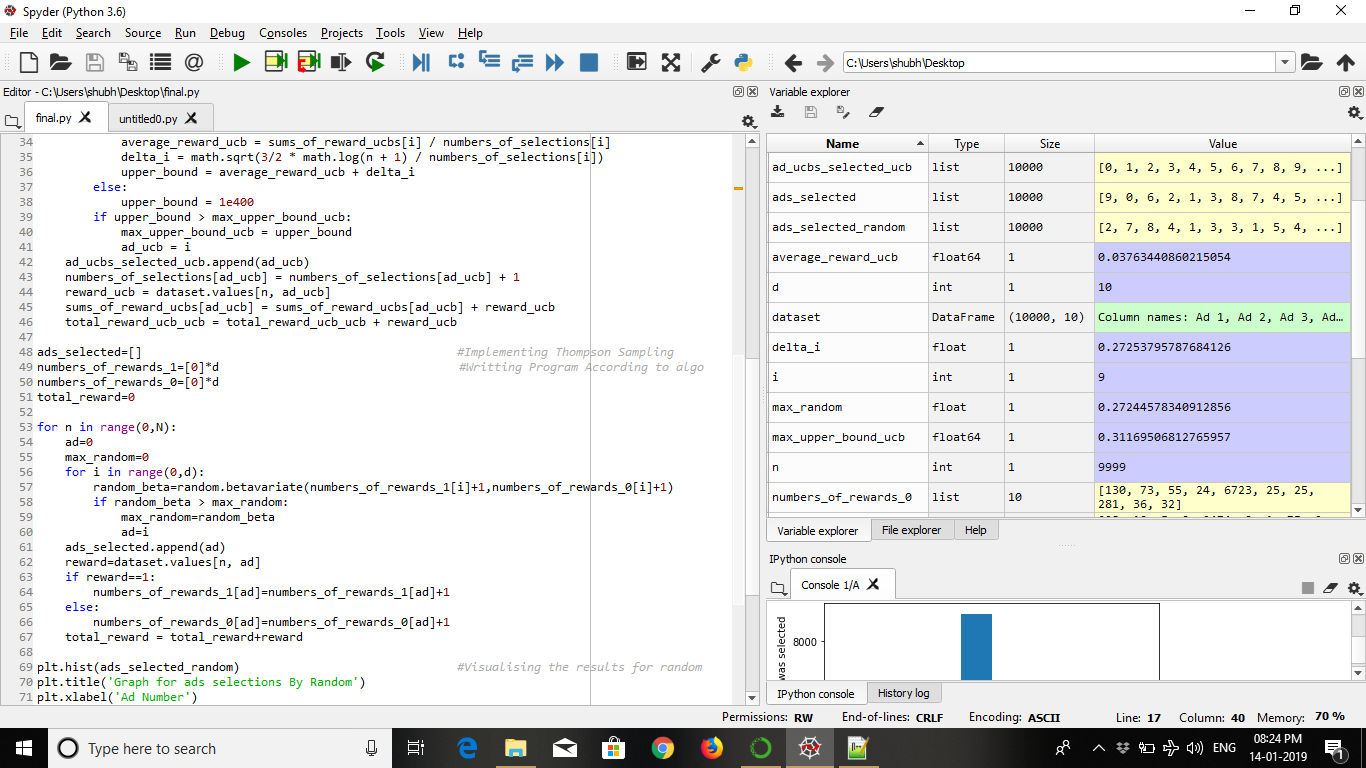 Spyder (Python 3.6)
File Edit Search Source Run Debug Consoles Projects Tools View Help
C:\Users\shubh\Desktop
Editor - C:\Users\shubh\Desktop\final.py
final.py
untitled0.py
34 average_reward_ucb = sums_of_reward_ucbs[i] / numbers_of_selections[i]
35 delta_i = math.sqrt(3/2 * math.log(n + 1) / numbers_of_selections[i])
36 upper_bound = average_reward_ucb + delta_i
37 else:
38 upper_bound = 1e400
39 if upper_bound > max_upper_bound_ucb:
40 max_upper_bound_ucb = upper_bound
41 ad_ucb = i
42 ad_ucbs_selected_ucb.append(ad_ucb)
43 numbers_of_selections[ad_ucb] = numbers_of_selections[ad_ucb] + 1
44 reward_ucb = dataset.values[n, ad_ucb]
45 sums_of_reward_ucbs[ad_ucb] = sums_of_reward_ucbs[ad_ucb] + reward_ucb
46 total_reward_ucb_ucb = total_reward_ucb_ucb + reward_ucb
47
48 ads_selected=[] #Implementing Thompson Sampling
49 numbers_of_rewards_1=[0]*d #Writting Program According to algo
50 numbers_of_rewards_0=[0]*d
51 total_reward=0
52
53 for n in range(0,N):
54 ad=0
55 max_random=0
56 for i in range(0,d):
57 random_beta=random.betavariate(numbers_of_rewards_1[i]+1,numbers_of_rewards_0[i]+1)
58 if random_beta > max_random:
59 max_random=random_beta
60 ad=i
61 ads_selected.append(ad)
62 reward=dataset.values[n, ad]
63 if reward==1:
64 numbers_of_rewards_1[ad]=numbers_of_rewards_1[ad]+1
65 else:
66 numbers_of_rewards_0[ad]=numbers_of_rewards_0[ad]+1
67 total_reward = total_reward+reward
68
69 plt.hist(ads_selected_random) #Visualising the results for random
70 plt.title('Graph for ads selections By Random')
71 plt.xlabel('Ad Number')
Variable explorer
Name Type Size Value
ad_ucbs_selected_ucb list 10000 [0, 1, 2, 3, 4, 5, 6, 7, 8, 9, ...]
ads_selected list 10000 [9, 0, 6, 2, 1, 3, 8, 7, 4, 5, ...]
ads_selected_random list 10000 [2, 7, 8, 4, 1, 3, 3, 1, 5, 4, ...]
average_reward_ucb float64 1 0.03763440860215054
d int 1 10
dataset DataFrame (10000, 10) Column names: Ad 1, Ad 2, Ad 3, Ad…
delta_i float 1 0.27253795787684126
i int 1 9
max_random float 1 0.27244578340912856
max_upper_bound_ucb float64 1 0.31169506812765957
n int 1 9999
numbers_of_rewards_0 list 10 [130, 73, 55, 24, 6723, 25, 25,
281, 36, 32]
Variable explorer File explorer Help
IPython console
Console 1/A
was selected
8000
IPython console History log
Permissions: RW End-of-lines: CRLF Encoding: ASCII Line: 17 Column: 40 Memory: 70 %
Type here to search
ENG
08:24 PM
14-01-2019
1